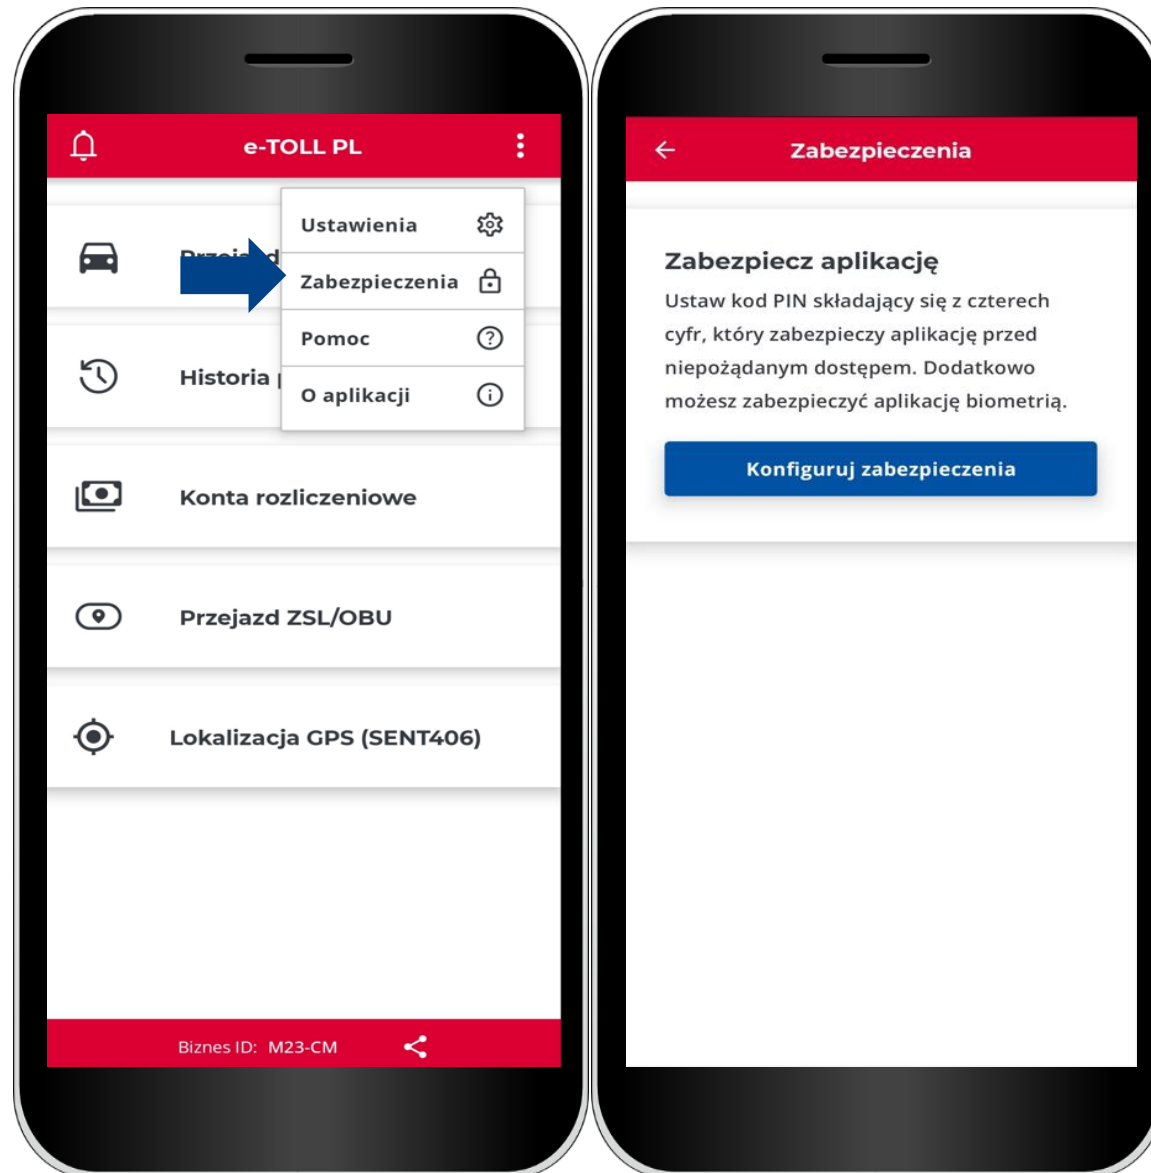 e-TOLL PL
Ustawienia
Zabezpieczenia
Pomoc
O aplikacji
Historia
Konta rozliczeniowe
Przejazd ZSL/OBU
Lokalizacja GPS (SENT406)
Biznes ID: M23-CM
Zabezpieczenia
Zabezpiecz aplikację
Ustaw kod PIN składający się z czterech
cyfr, który zabezpieczy aplikację przed
niepożądanym dostępem. Dodatkowo
możesz zabezpieczyć aplikację biometrią.
Konfiguruj zabezpieczenia